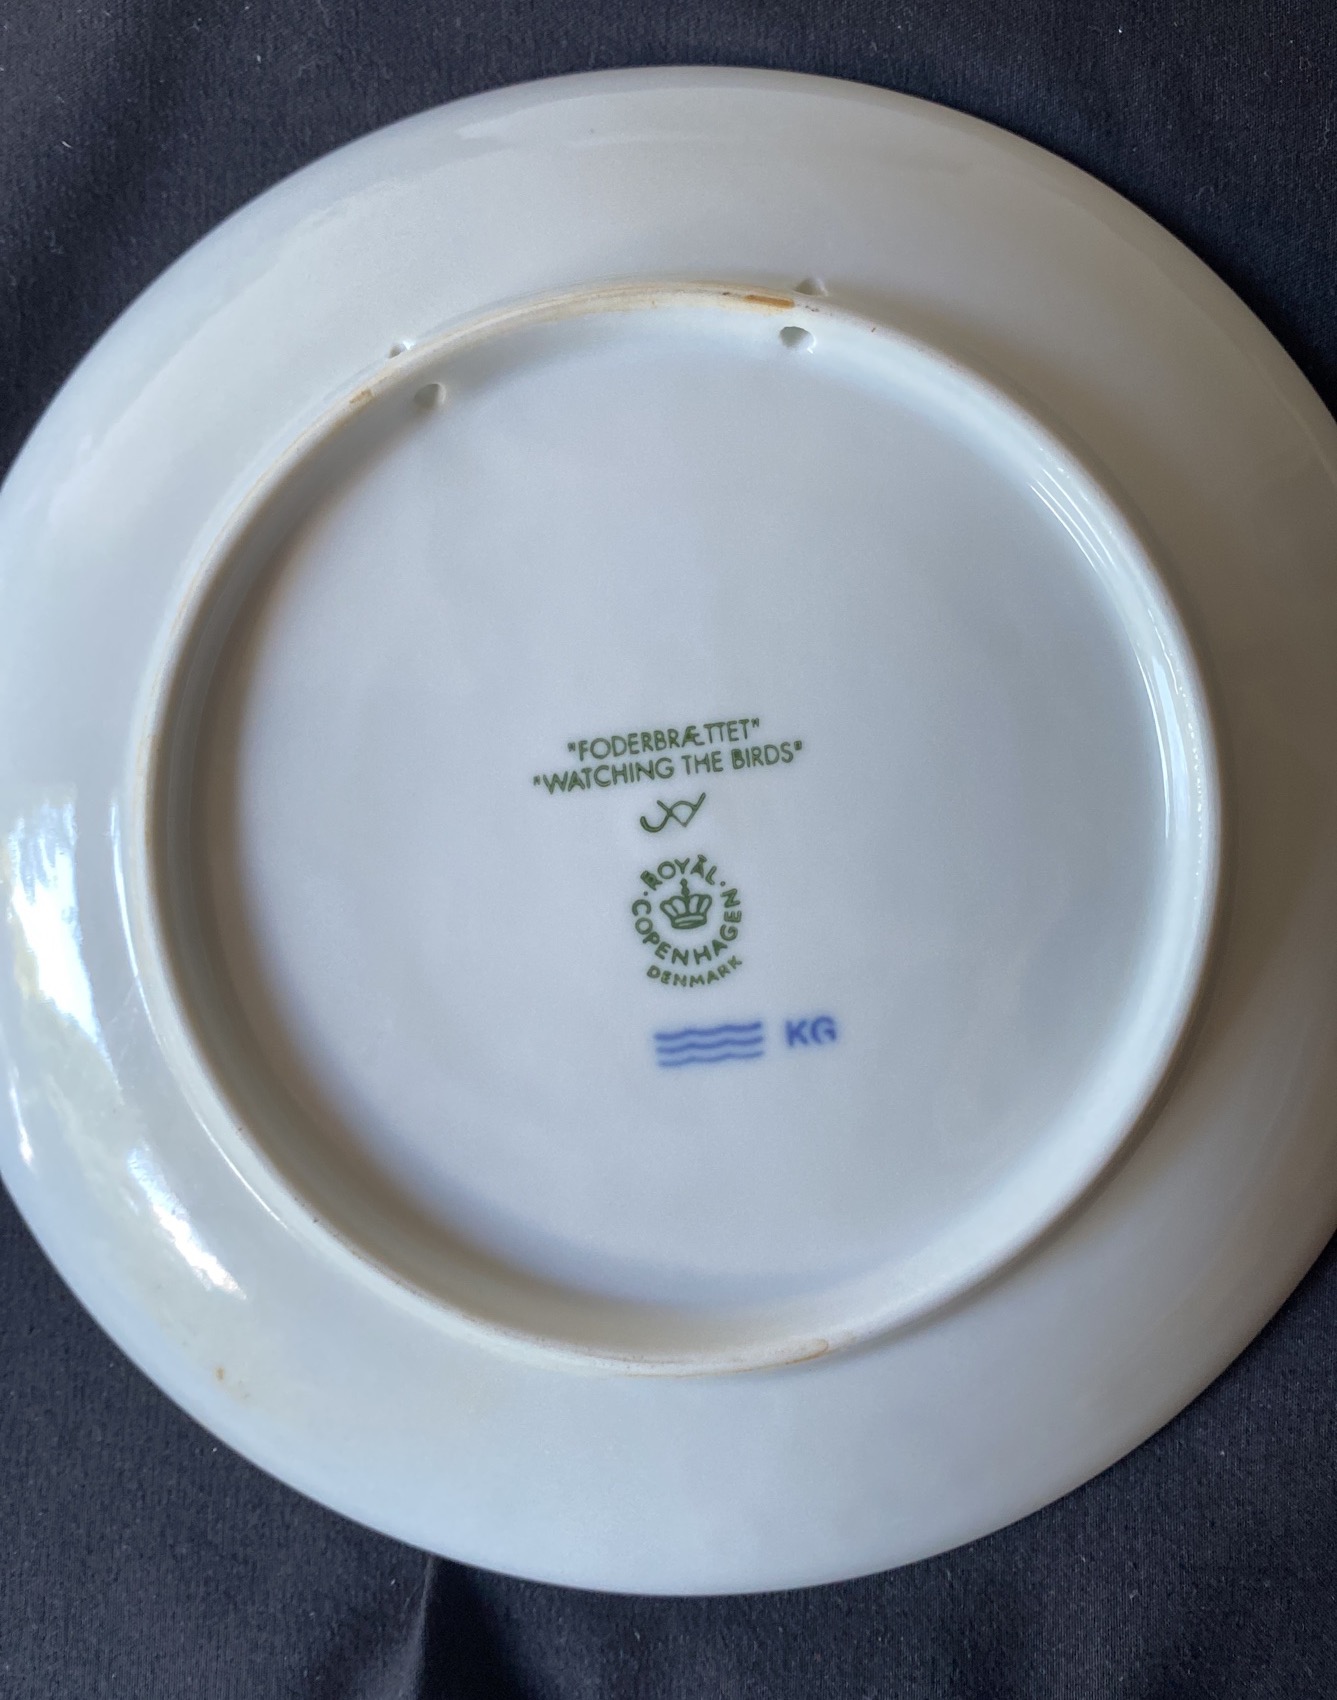 "FODERBRÆTTET"
"WATCHING THE BIRDS"
ROYAL
COPENHAGEN
DENMARK
KG